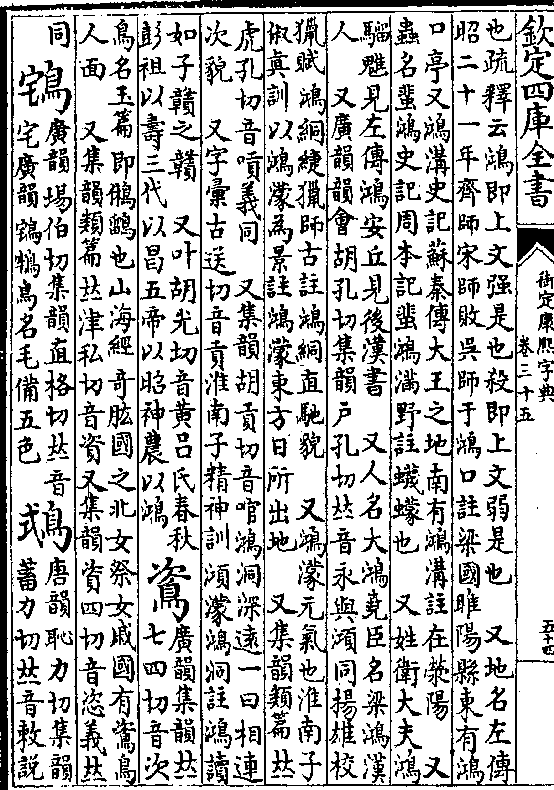 欽定四庫全書
御定康熙字典
卷三十五
五十四
也疏釋云鴻即上文强是也殺即上文弱是也　又地名左傳
昭二十一年齊師宋師敗吳師于鴻口註梁國睢陽縣東有鴻
口亭又鴻溝史記蘇秦傳大王之地南有鴻溝註在滎陽　又
蟲名蜚鴻史記周本記蜚鴻滿野註蠛蠓也　又姓衛大夫鴻
駵魋見左傳鴻安丘見後漢書　又人名大鴻堯臣名梁鴻漢
人　又廣韻韻會胡孔切集韻戸孔切𠀤音永與澒同揚雄校
獵賦鴻絧緁獵師古註鴻絧直馳貌　又鴻濛元氣也淮南子
俶真訓以鴻濛為景註鴻濛東方日所出地　又集韻類篇𠀤
虎孔切音嗊義同　又集韻胡貢切音哅鴻洞深遠一曰相連
次貌　又字彙古送切音貢淮南子精神訓澒濛鴻洞註鴻讀
如子贛之贛　又叶胡光切音黄吕氏春秋
彭祖以壽三代以昌五帝以昭神農以鴻
鴜廣韻集韻𠀤
七四切音次
鳥名玉篇即鵂鶹也山海經奇肱國之北女祭女戚國有鴜鳥
人面　又集韻類篇𠀤津私切音資又集韻資四切音恣義𠀤
同
䳅廣韻場伯切集韻直格切𠀤音
宅廣韻䳅鵚鳥名毛備五色
鳭唐韻恥力切集韻
蓄力切𠀤音敕説